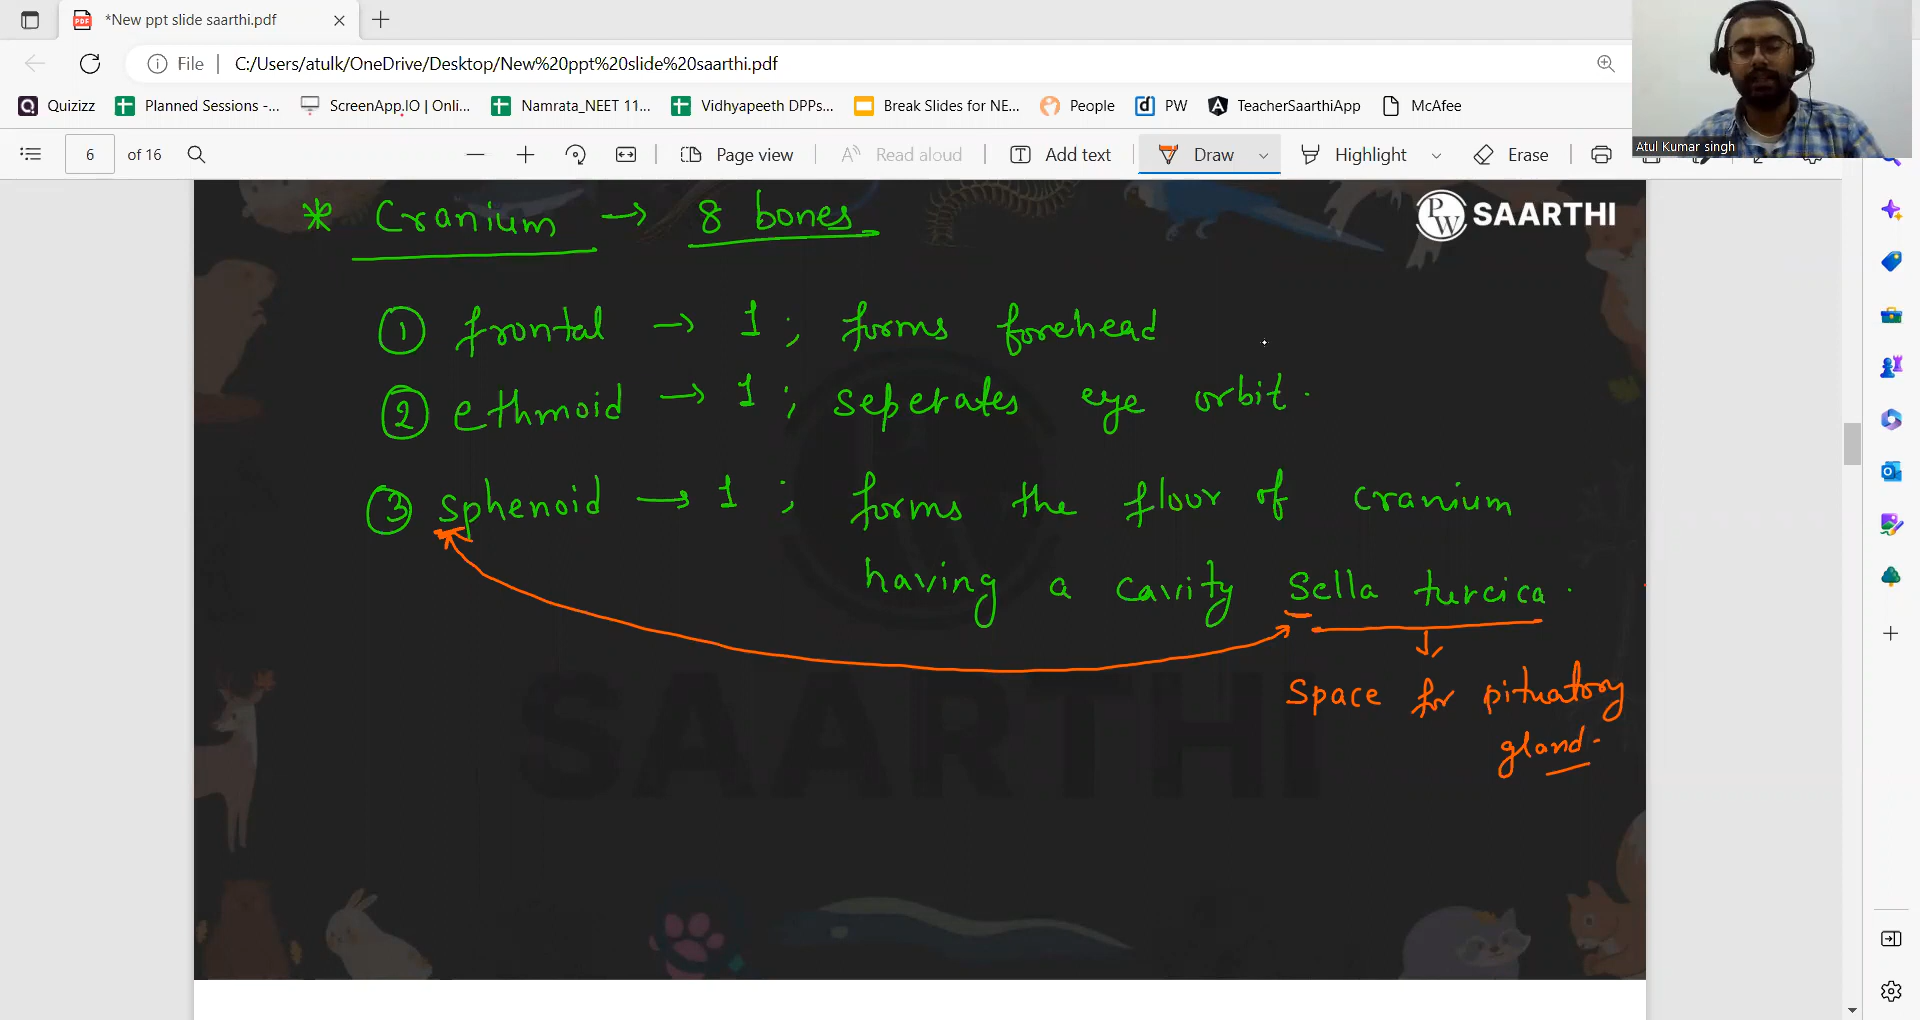 *New ppt slide saarthi.pdf
File | C:/Users/atulk/OneDrive/Desktop/New%20ppt%20slide%20saarthi.pdf
Quizizz Planned Sessions -... ScreenApp.IO | Onli... Namrata_NEET 11... Vidhyapeeth DPPs... Break Slides for NE... People PW TeacherSaarthiApp McAfee
Atul Kumar singh
6 of 16 Page view Read aloud Add text Draw Highlight Erase
* Cranium → 8 bones
PW SAARTHI
① frontal → 1 ; forms forehead
② ethmoid → 1 ; seperates eye orbit.
③ sphenoid → 1 ; forms the floor of cranium
having a cavity Sella turcica.
Space for pituatory
gland.
SAARTHI